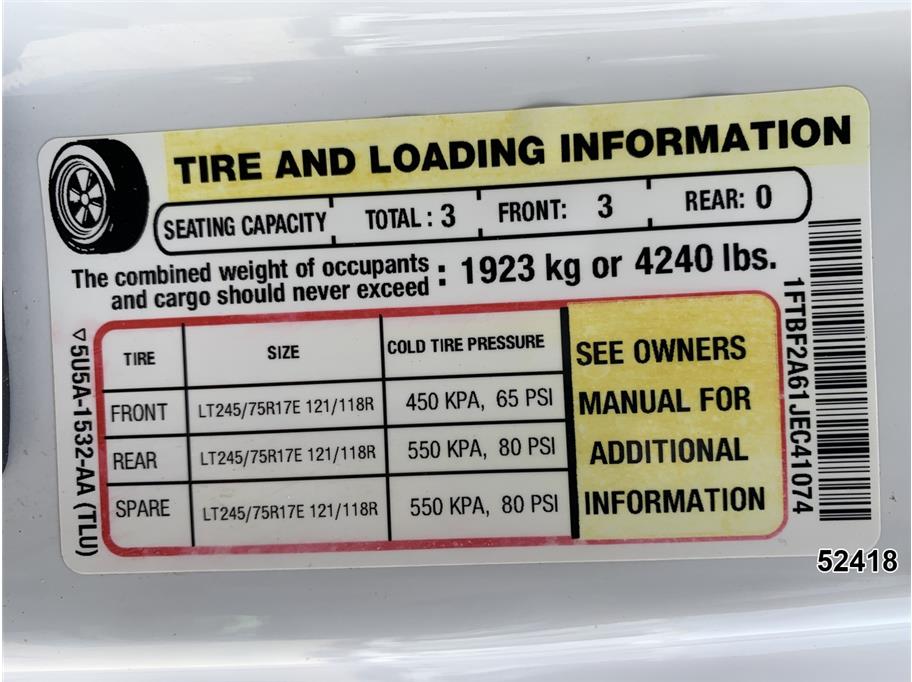 TIRE AND LOADING INFORMATION
SEATING CAPACITY TOTAL : 3 FRONT: 3 REAR: 0
The combined weight of occupants
and cargo should never exceed : 1923 kg or 4240 lbs.
TIRE SIZE COLD TIRE PRESSURE
FRONT LT245/75R17E 121/118R 450 KPA, 65 PSI
REAR LT245/75R17E 121/118R 550 KPA, 80 PSI
SPARE LT245/75R17E 121/118R 550 KPA, 80 PSI
SEE OWNERS
MANUAL FOR
ADDITIONAL
INFORMATION
5U5A-1532-AA (TLU)
1FTBF2A61JEC41074
52418